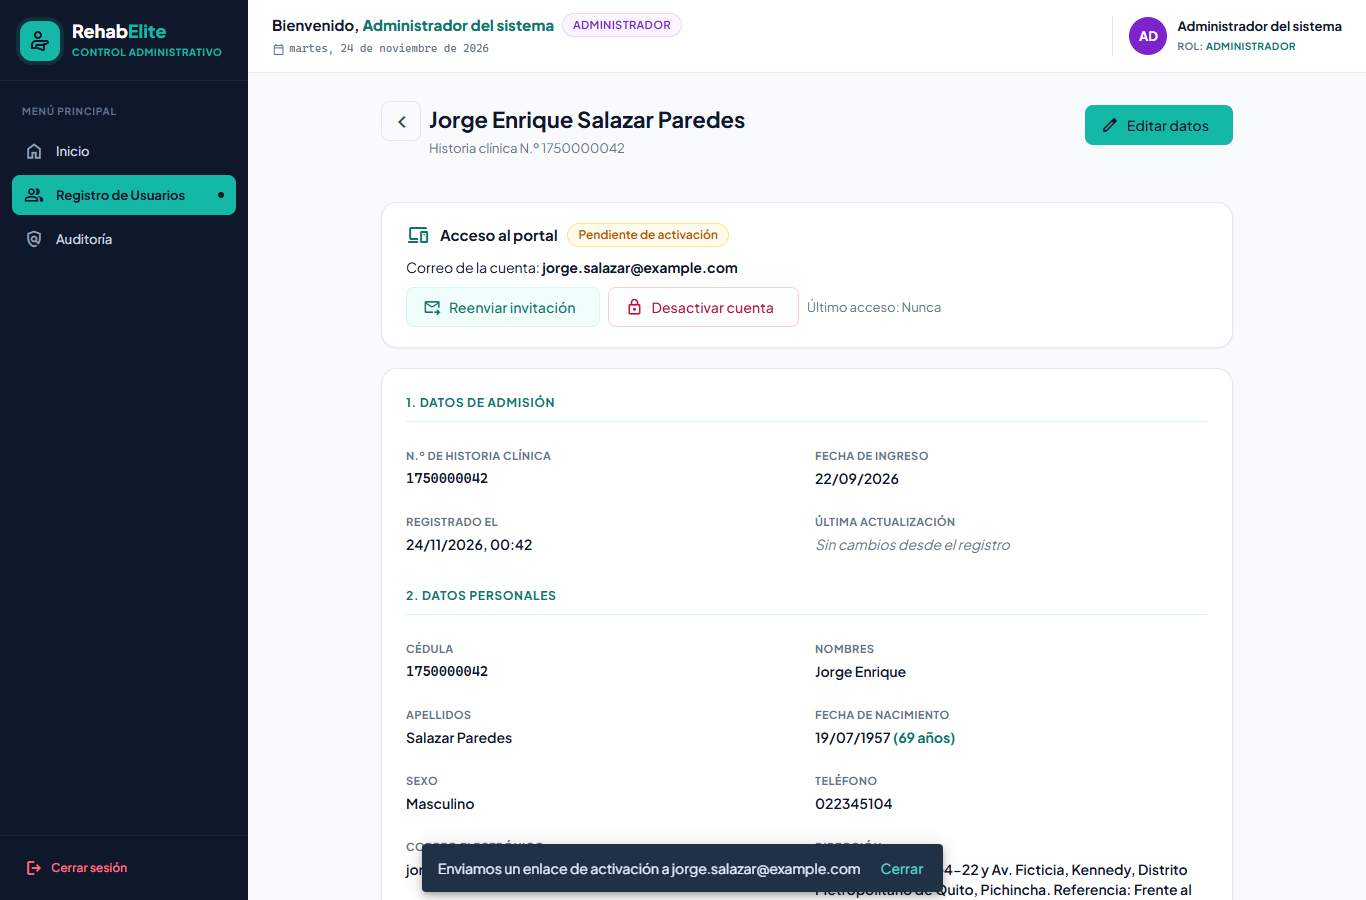 RehabElite
CONTROL ADMINISTRATIVO
MENÚ PRINCIPAL
Inicio
Registro de Usuarios
Auditoría
Cerrar sesión
Bienvenido, Administrador del sistema
ADMINISTRADOR
martes, 24 de noviembre de 2026
AD
Administrador del sistema
ROL: ADMINISTRADOR
Jorge Enrique Salazar Paredes
Historia clínica N.º 1750000042
Editar datos
Acceso al portal
Pendiente de activación
Correo de la cuenta: jorge.salazar@example.com
Reenviar invitación
Desactivar cuenta
Último acceso: Nunca
1. DATOS DE ADMISIÓN
N.º DE HISTORIA CLÍNICA
1750000042
FECHA DE INGRESO
22/09/2026
REGISTRADO EL
24/11/2026, 00:42
ÚLTIMA ACTUALIZACIÓN
Sin cambios desde el registro
2. DATOS PERSONALES
CÉDULA
1750000042
NOMBRES
Jorge Enrique
APELLIDOS
Salazar Paredes
FECHA DE NACIMIENTO
19/07/1957 (69 años)
SEXO
Masculino
TELÉFONO
022345104
CORREO ELECTRÓNICO
DIRECCIÓN
4-22 y Av. Ficticia, Kennedy, Distrito
Metropolitano de Quito, Pichincha. Referencia: Frente al
Enviamos un enlace de activación a jorge.salazar@example.com
Cerrar